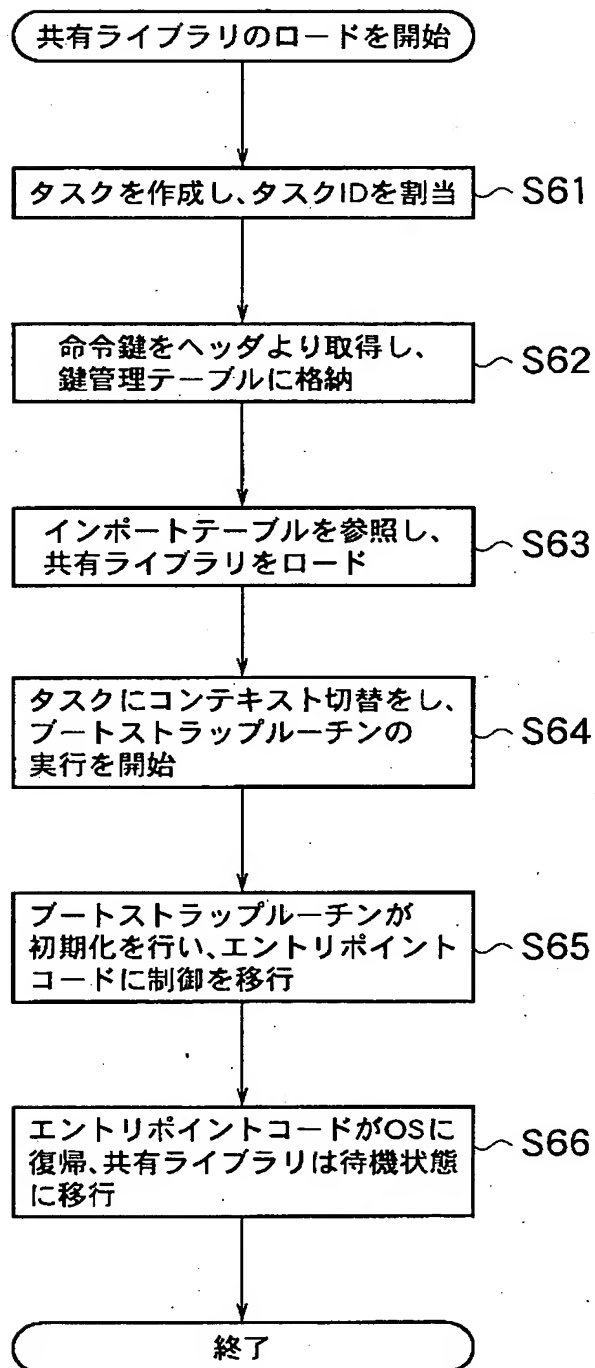 共有ライブラリのロードを開始
タスクを作成し、タスクIDを割当
S61
命令鍵をヘッダより取得し、
鍵管理テーブルに格納
S62
インポートテーブルを参照し、
共有ライブラリをロード
S63
タスクにコンテキスト切替をし、
ブートストラップルーチンの
実行を開始
S64
ブートストラップルーチンが
初期化を行い、エントリポイント
コードに制御を移行
S65
エントリポイントコードがOSに
復帰、共有ライブラリは待機状態
に移行
S66
終了